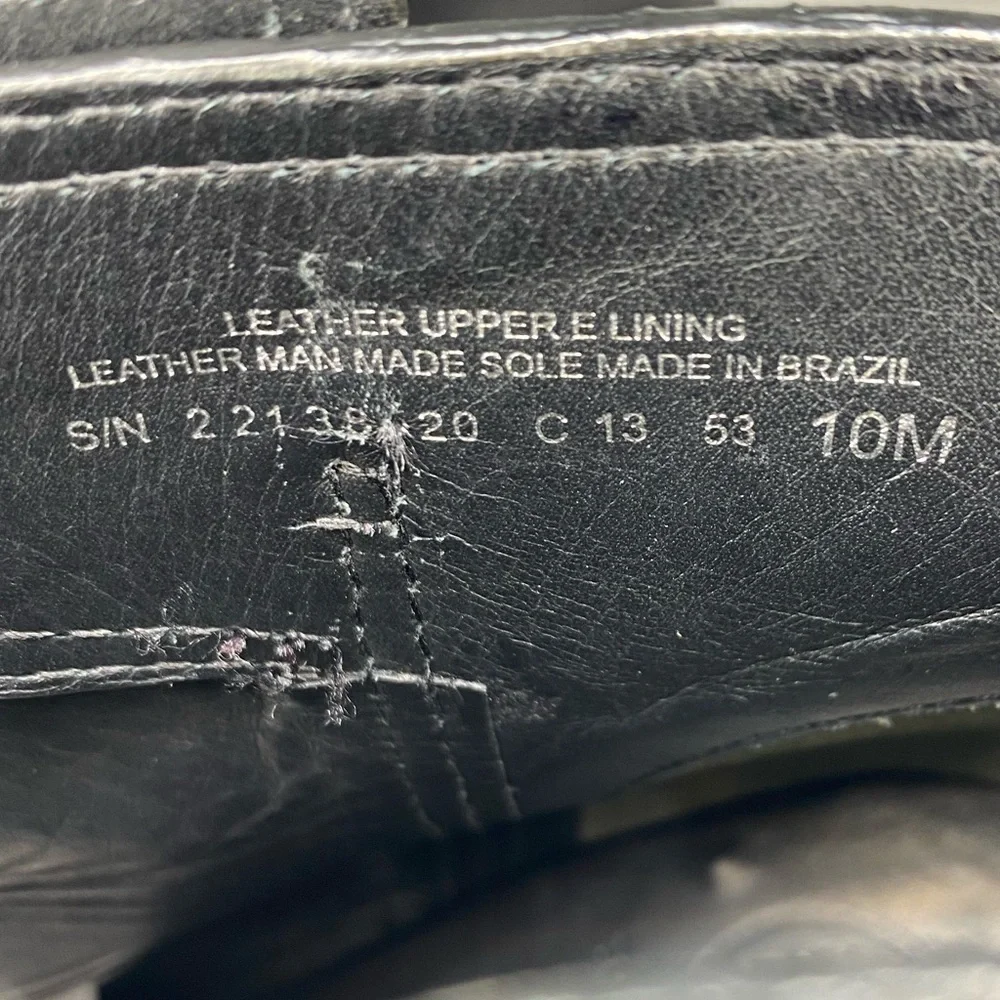 LEATHER UPPER E LINING
LEATHER MAN MADE SOLE MADE IN BRAZIL
S/N 2 21 20 C 13 53 10M